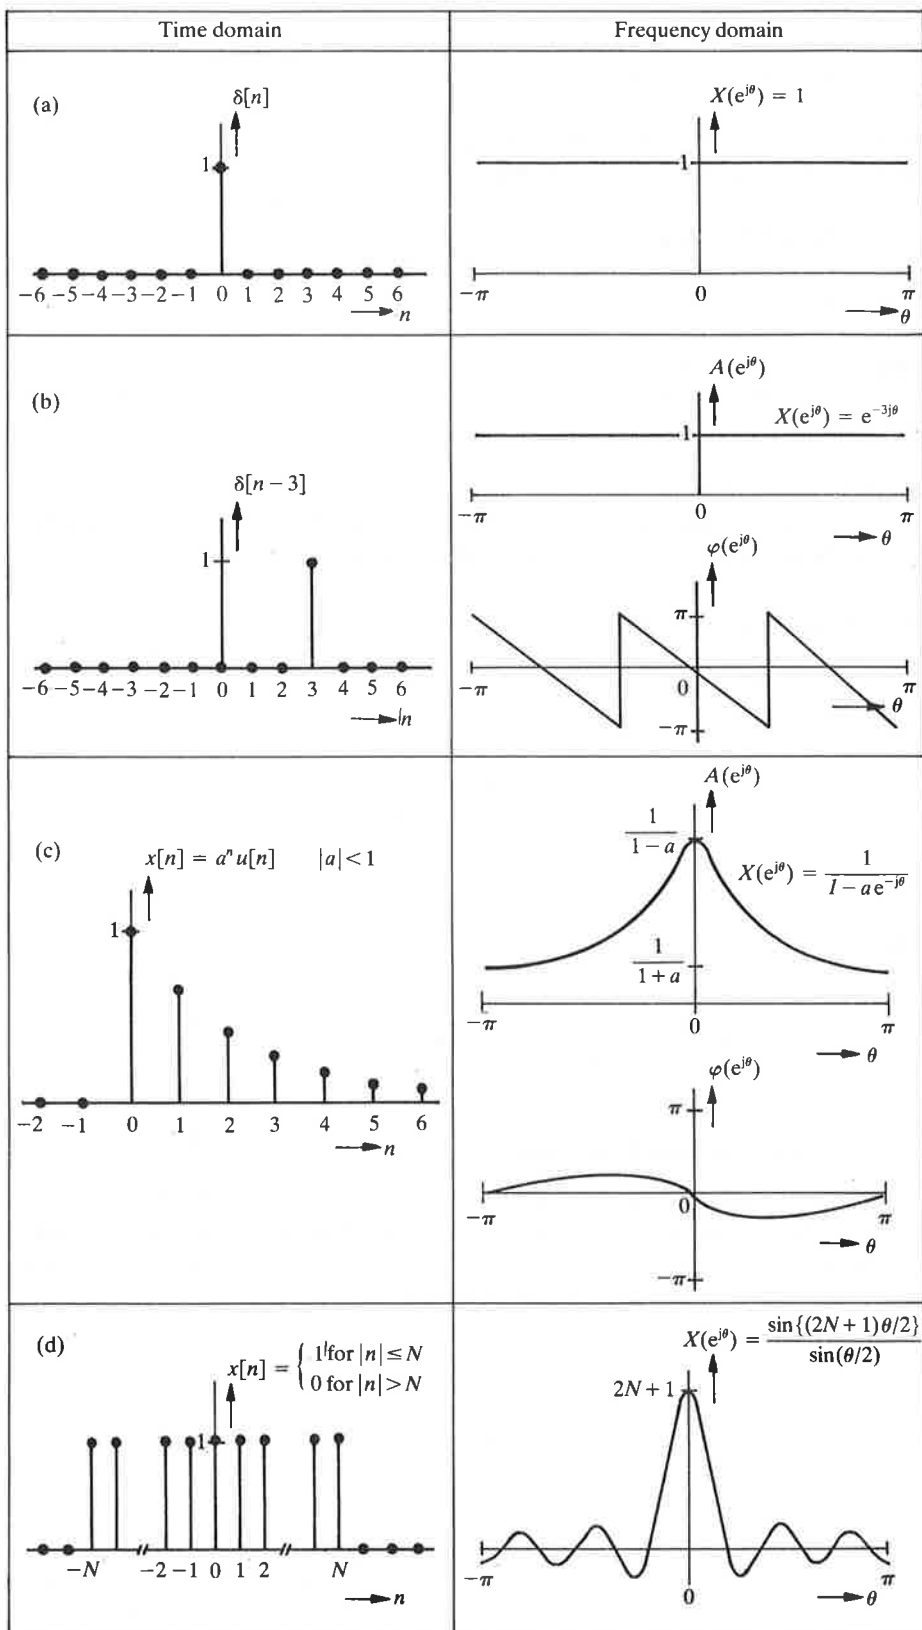 Time domain
Frequency domain
(a)
δ[n]
1
−6 −5 −4 −3 −2 −1 0 1 2 3 4 5 6
n
X(e^{jθ}) = 1
1
−π 0 π
θ
(b)
δ[n − 3]
1
−6 −5 −4 −3 −2 −1 0 1 2 3 4 5 6
n
A(e^{jθ})
X(e^{jθ}) = e^{−3jθ}
1
−π 0 π
θ
φ(e^{jθ})
π
−π 0 π
θ
−π
(c)
x[n] = aⁿu[n] |a| < 1
1
−2 −1 0 1 2 3 4 5 6
n
A(e^{jθ})
1/(1 − a)
X(e^{jθ}) = 1/(1 − a e^{−jθ})
1/(1 + a)
−π 0 π
θ
φ(e^{jθ})
π
−π 0 π
θ
−π
(d)
x[n] = { 1 for |n| ≤ N
0 for |n| > N
1
−N −2 −1 0 1 2 N
n
X(e^{jθ}) = sin{(2N + 1)θ/2}/sin(θ/2)
2N + 1
−π 0 π
θ